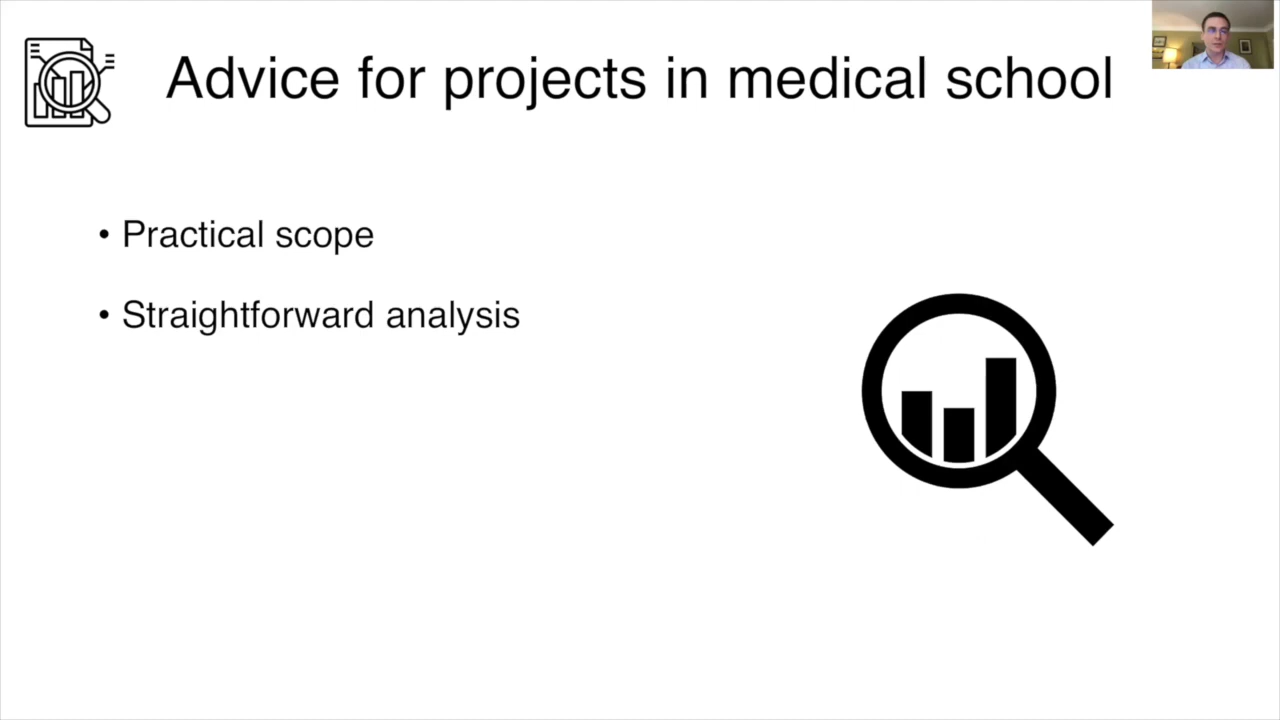 Advice for projects in medical school
• Practical scope
• Straightforward analysis